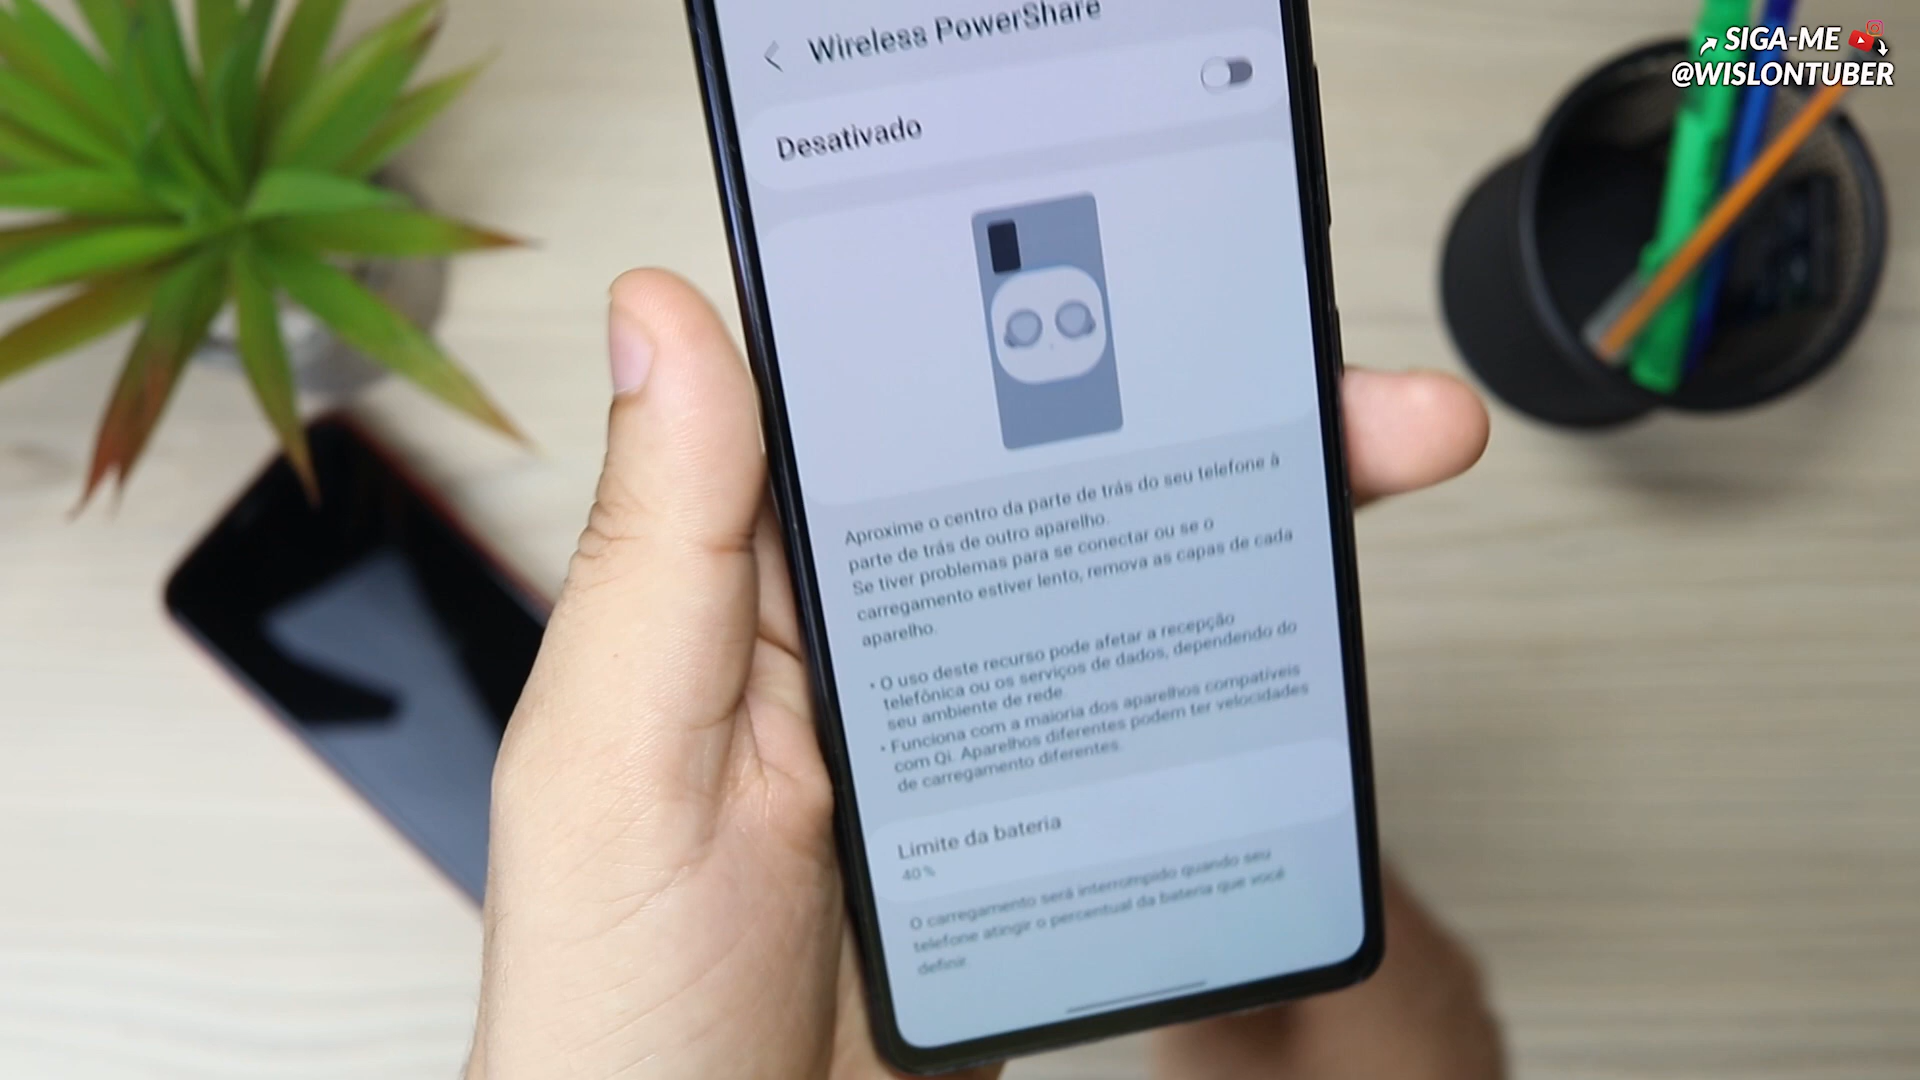 SIGA-ME
@WISLONTUBER
Wireless PowerShare
Desativado
Aproxime o centro da parte de trás do seu telefone à
parte de trás de outro aparelho.
Se tiver problemas para se conectar ou se o
carregamento estiver lento, remova as capas de cada
aparelho.
• O uso deste recurso pode afetar a recepção
telefônica ou os serviços de dados, dependendo do
seu ambiente de rede.
• Funciona com a maioria dos aparelhos compatíveis
com Qi. Aparelhos diferentes podem ter velocidades
de carregamento diferentes.
Limite da bateria
40%
O carregamento será interrompido quando seu
telefone atingir o percentual da bateria que você
definir.